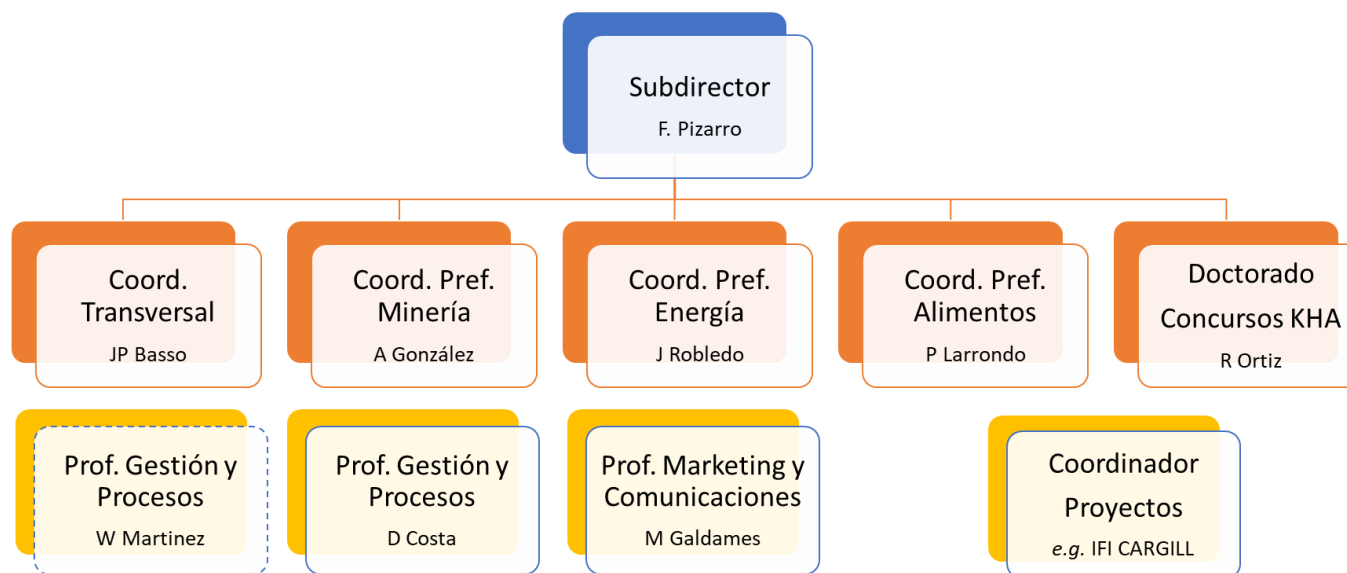 Subdirector
F. Pizarro
Coord.
Transversal
JP Basso
Coord. Pref.
Minería
A González
Coord. Pref.
Energía
J Robledo
Coord. Pref.
Alimentos
P Larrondo
Doctorado
Concursos KHA
R Ortiz
Prof. Gestión y
Procesos
W Martinez
Prof. Gestión y
Procesos
D Costa
Prof. Marketing y
Comunicaciones
M Galdames
Coordinador
Proyectos
e.g. IFI CARGILL